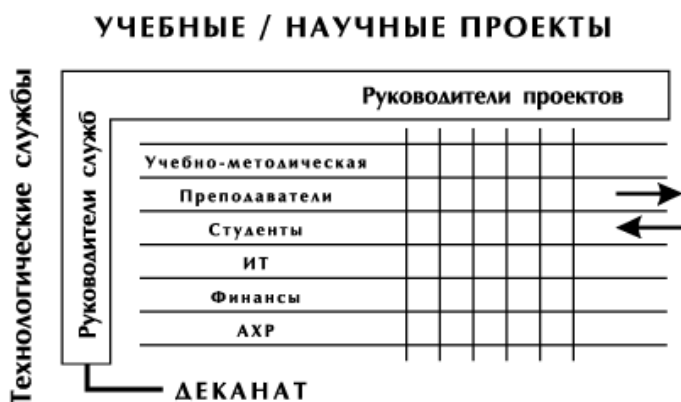 УЧЕБНЫЕ / НАУЧНЫЕ ПРОЕКТЫ
Технологические службы
Руководители проектов
Руководители служб
Учебно-методическая
Преподаватели
Студенты
ИТ
Финансы
АХР
ДЕКАНАТ